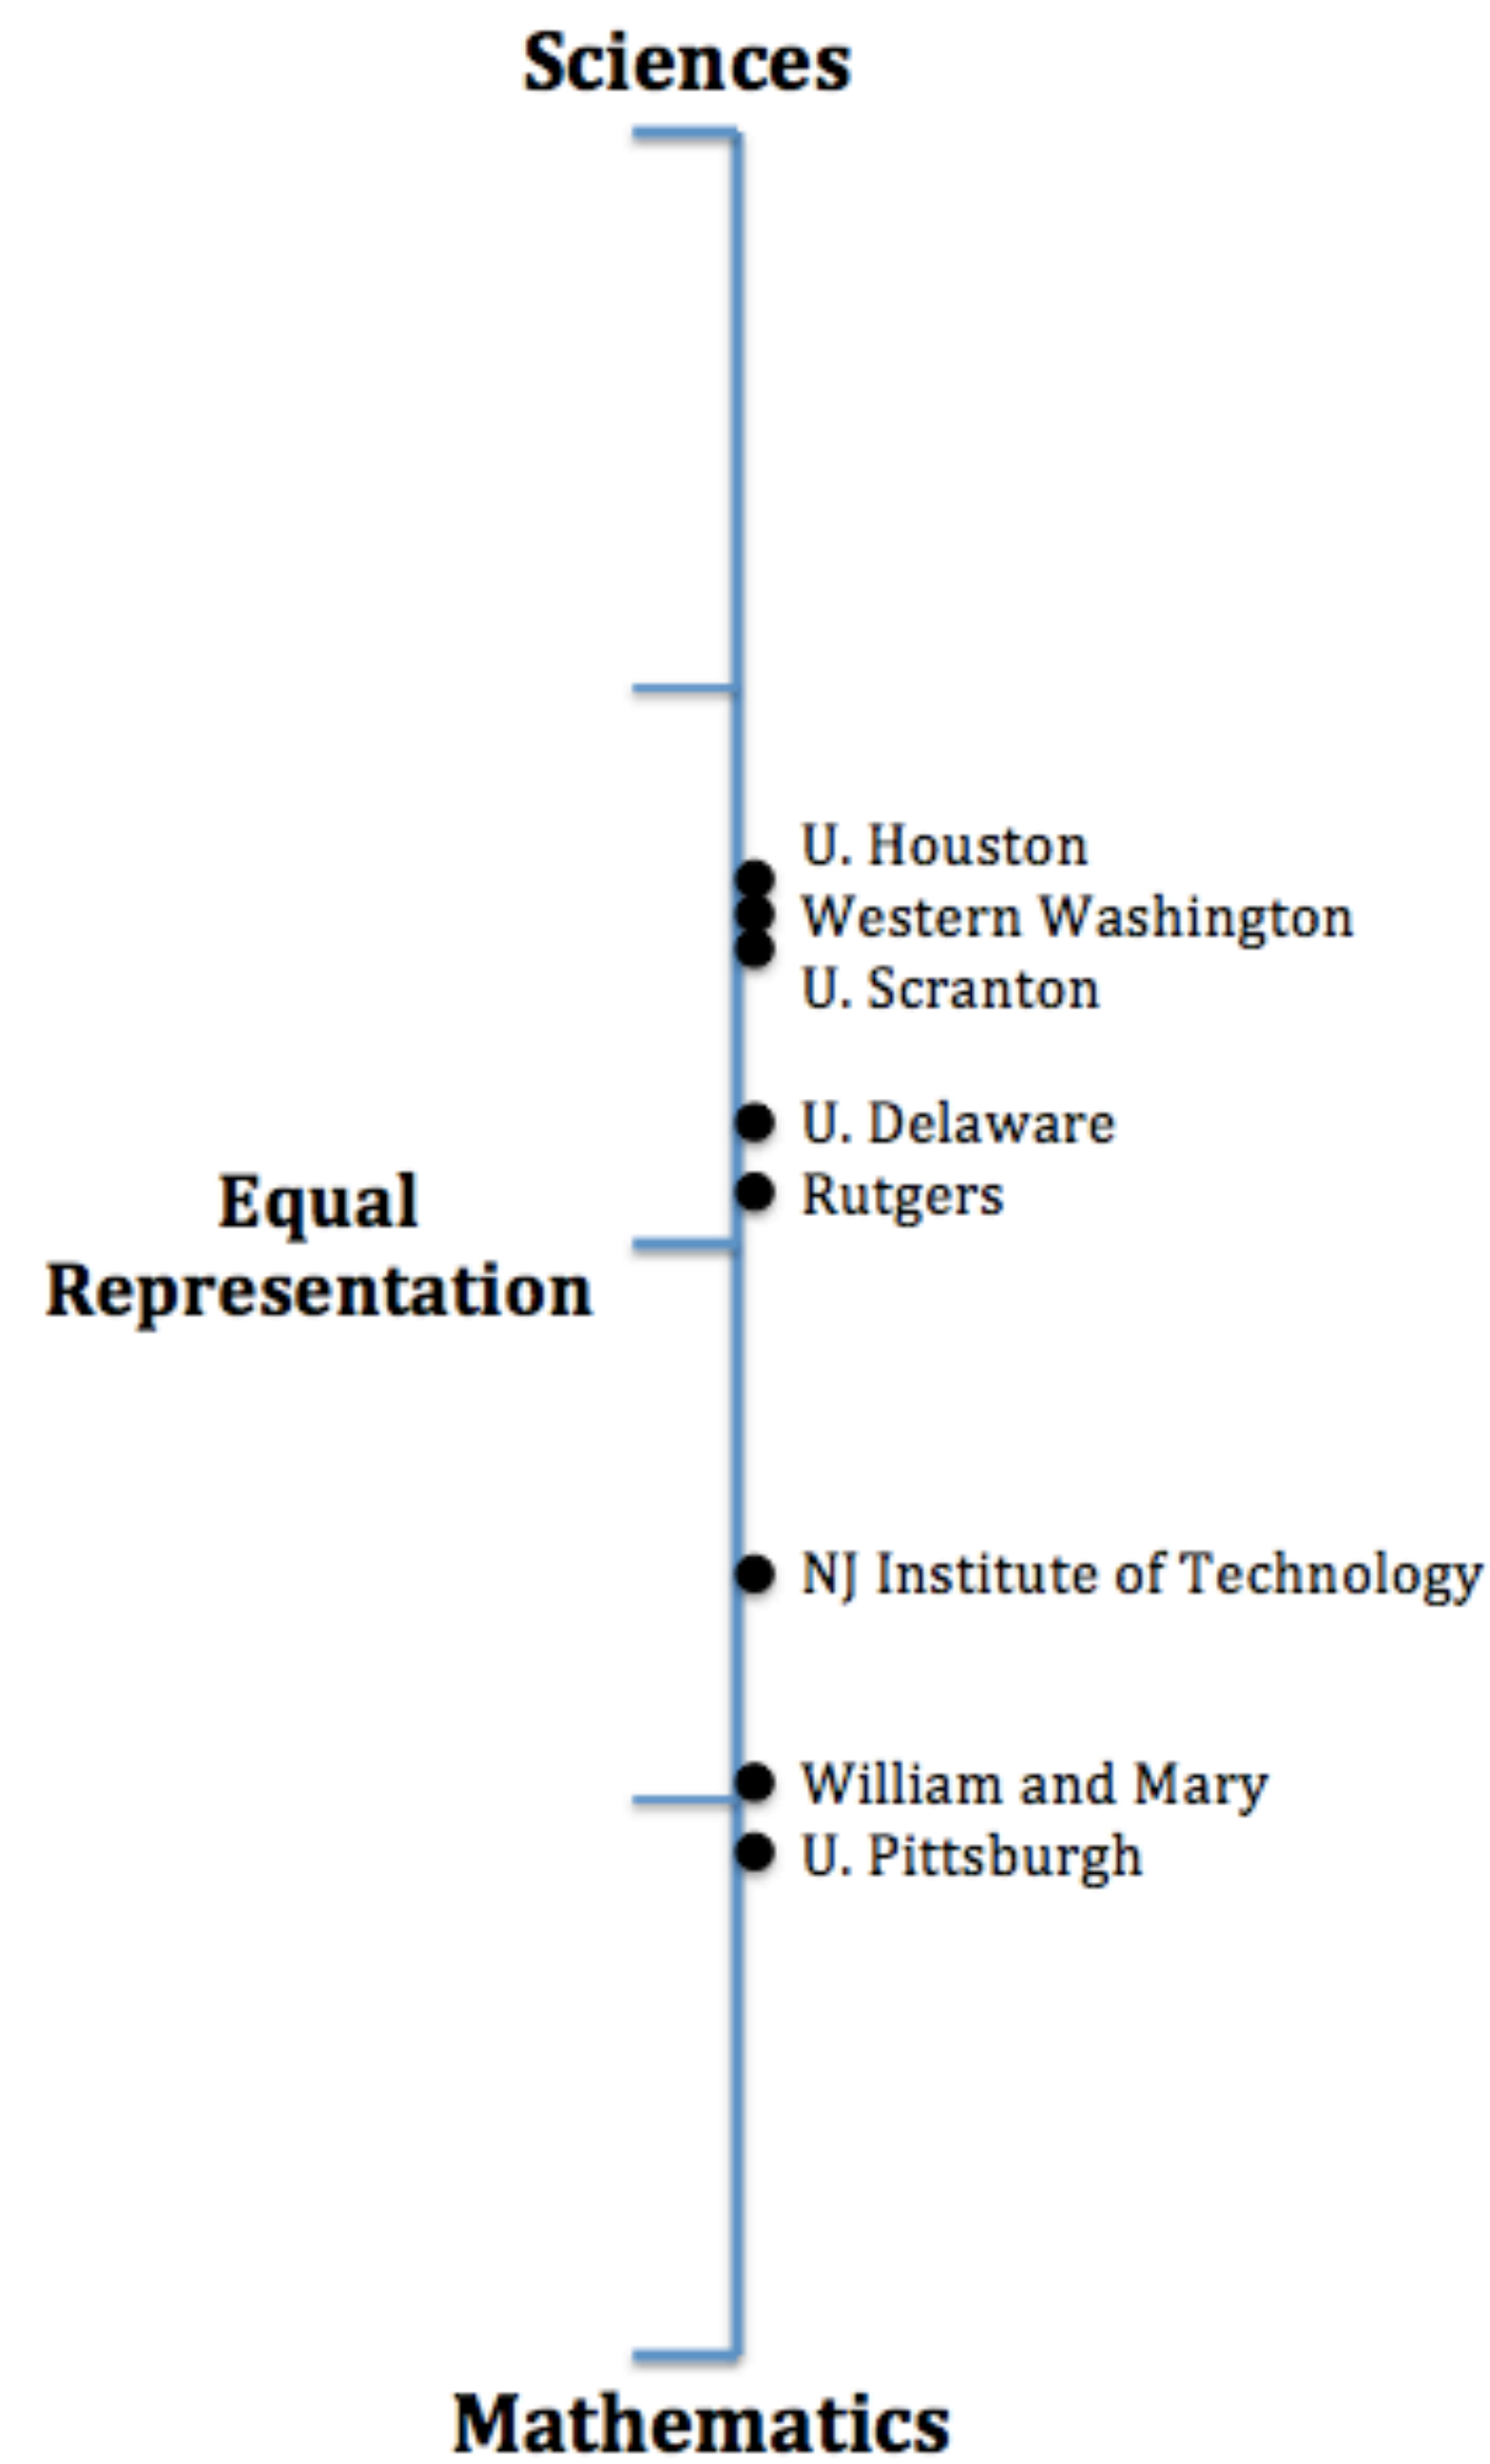 Sciences
U. Houston
Western Washington
U. Scranton
U. Delaware
Equal
Representation
Rutgers
NJ Institute of Technology
William and Mary
U. Pittsburgh
Mathematics